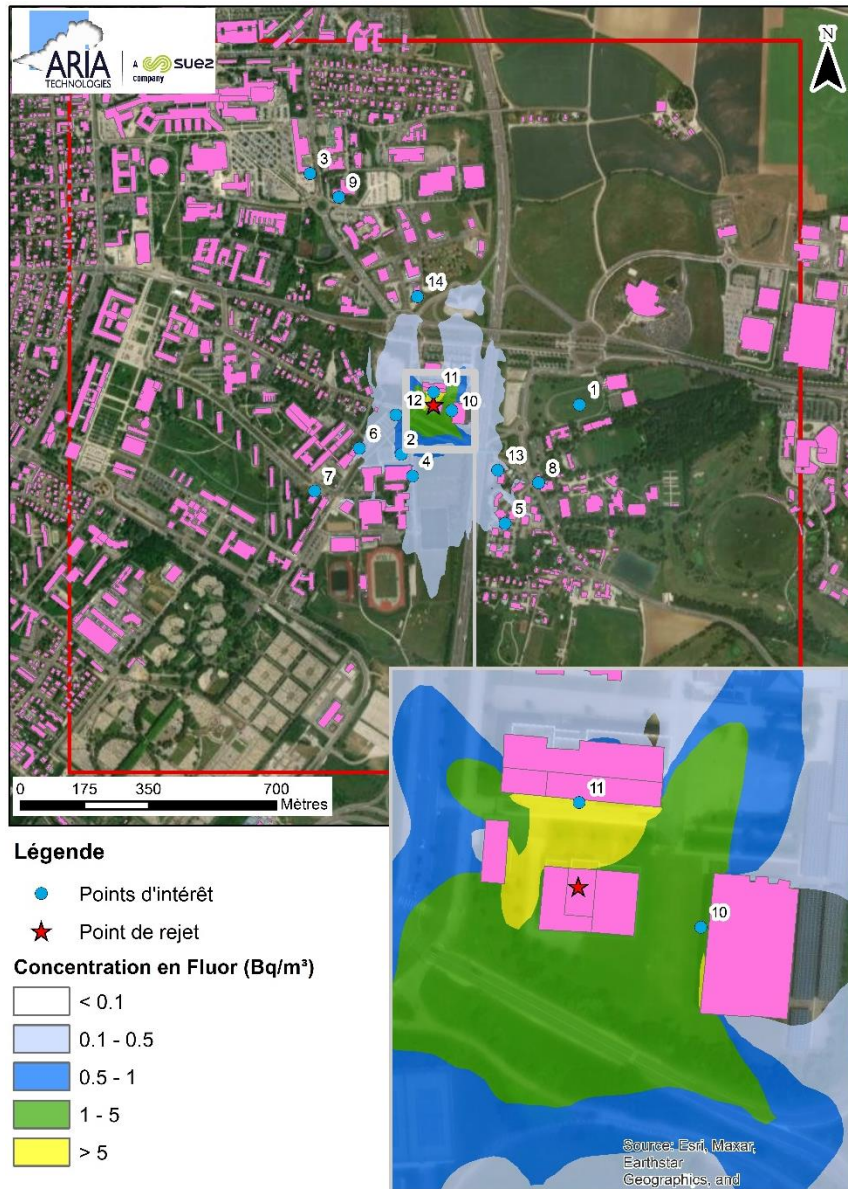 ARIA
TECHNOLOGIES
A
company
suez
N
3
9
14
1
11
12
10
6
2
13
8
4
7
5
0 175 350 700
Mètres
11
10
Légende
Points d'intérêt
Point de rejet
Concentration en Fluor (Bq/m³)
< 0.1
0.1 - 0.5
0.5 - 1
1 - 5
> 5
Source: Esri, Maxar,
Earthstar
Geographics, and